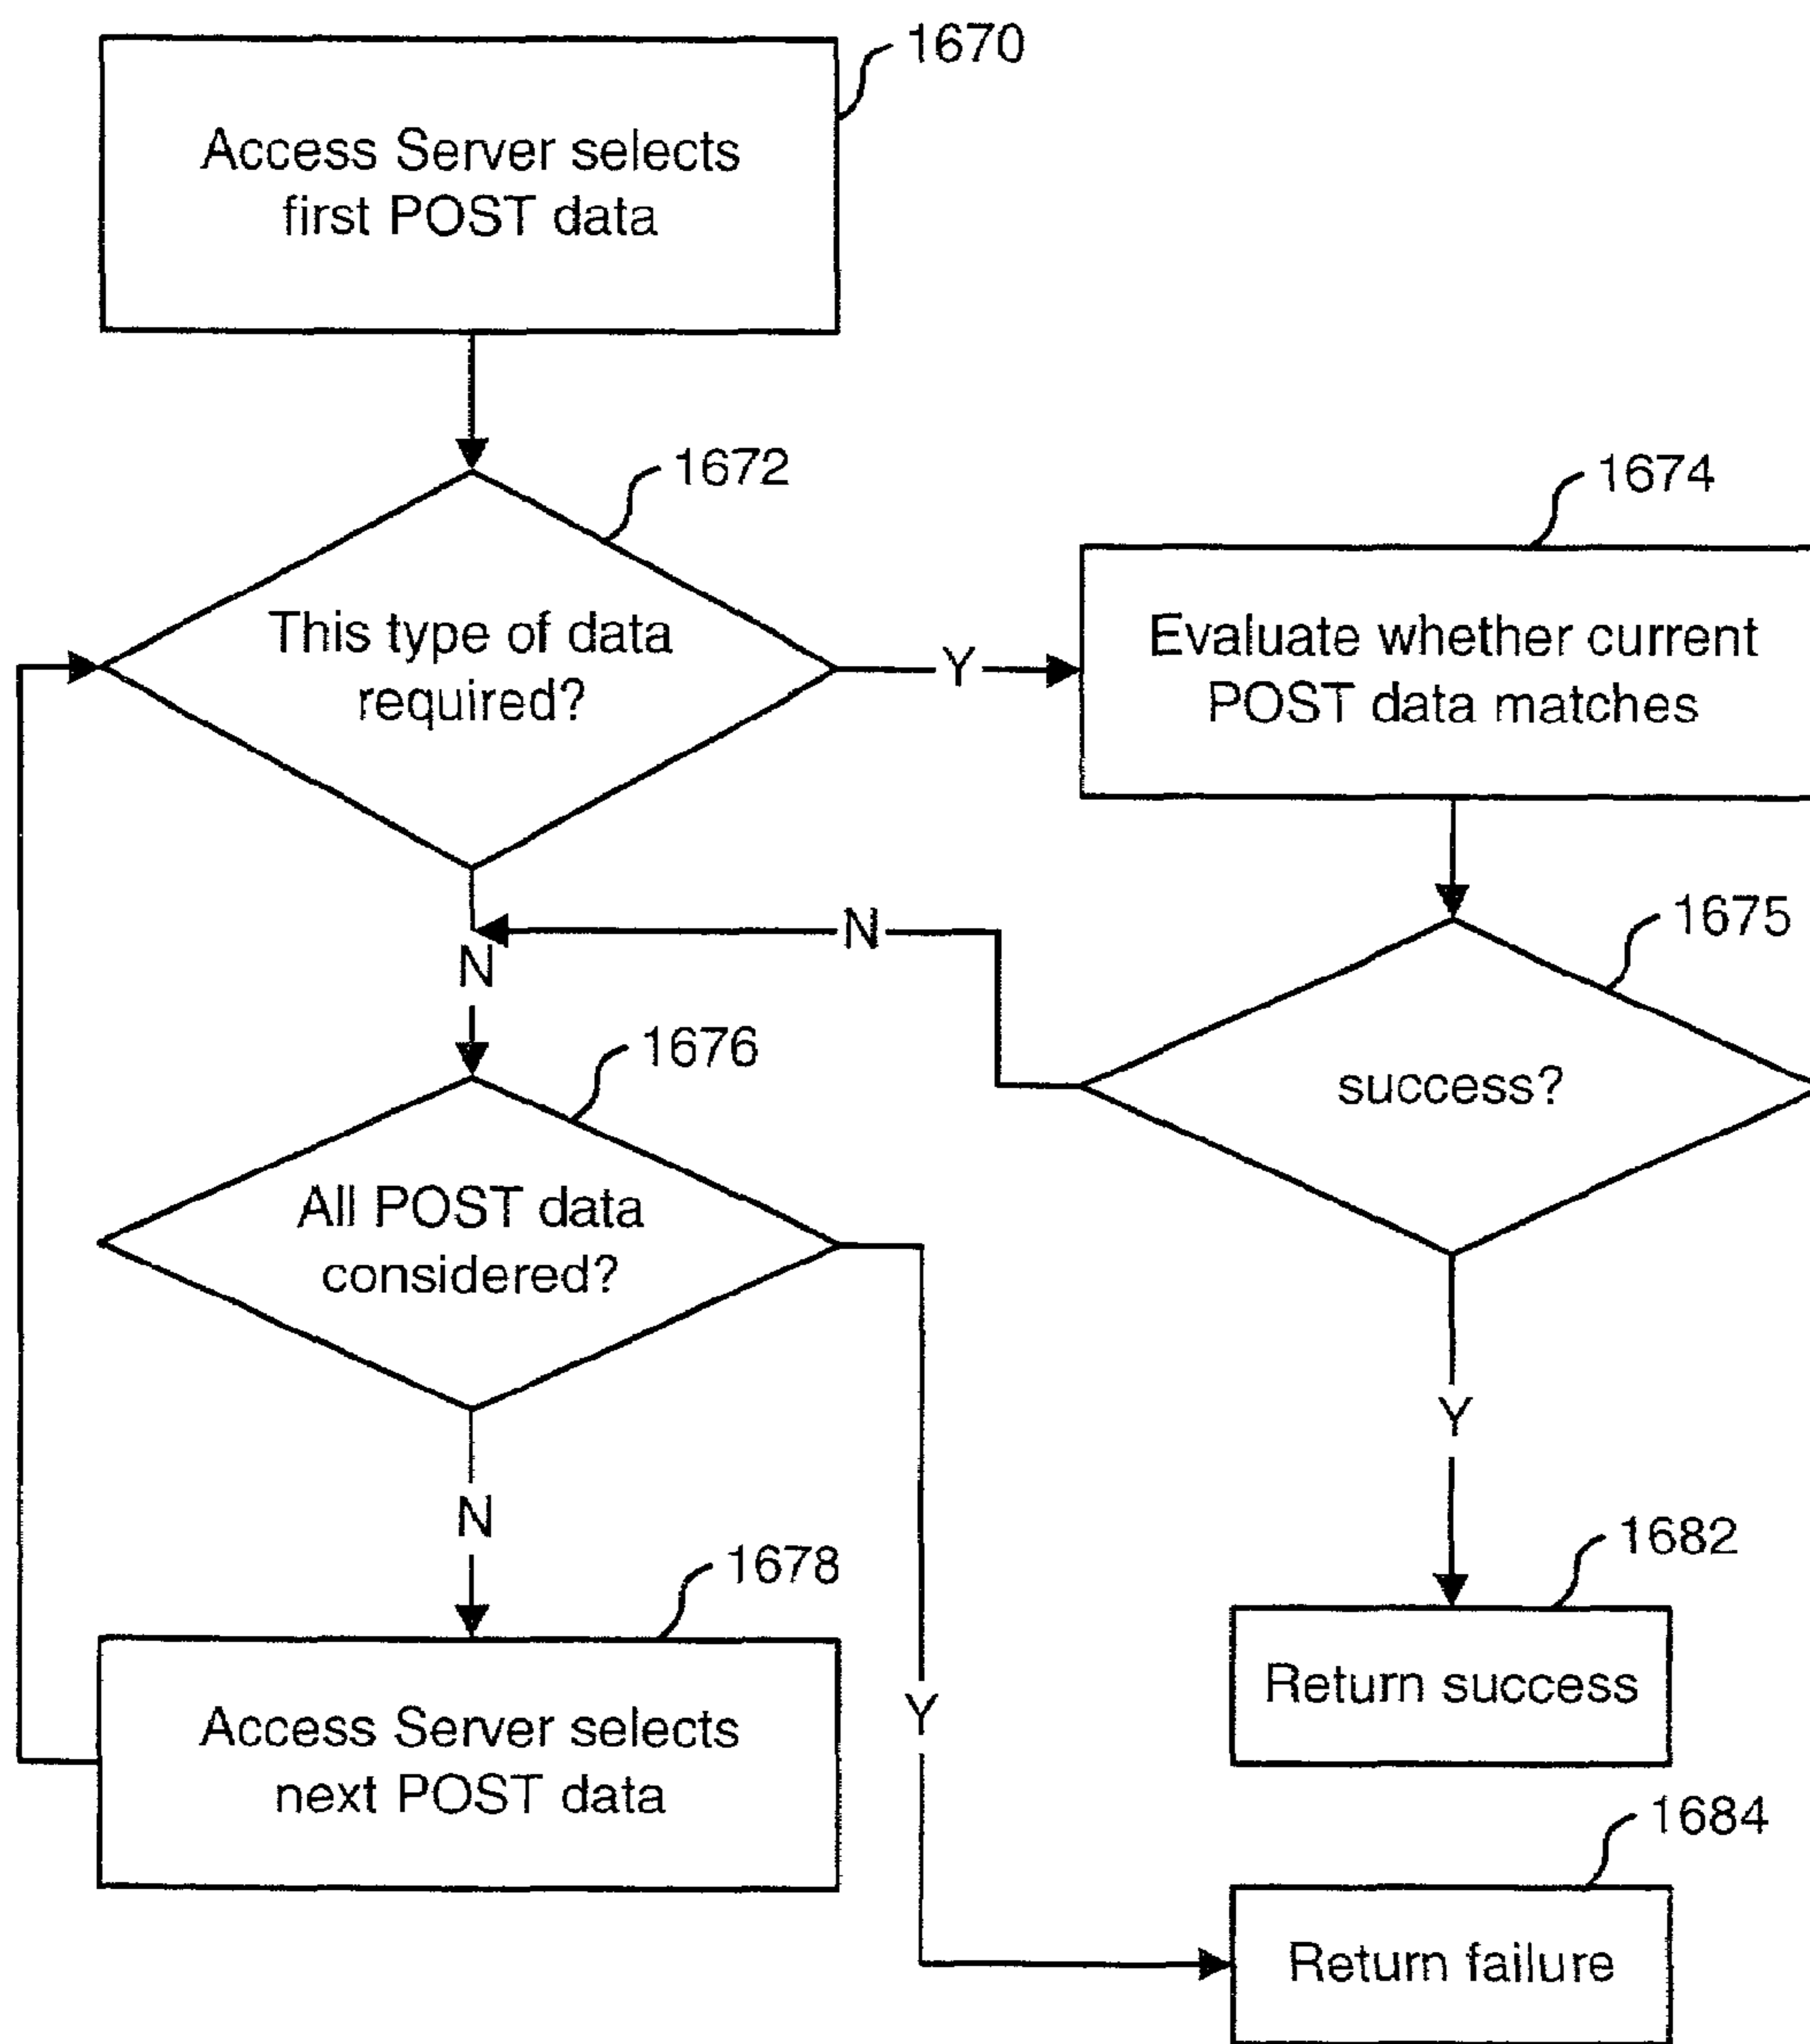 1670
Access Server selects
first POST data
1672
This type of data
required?
Y
1674
Evaluate whether current
POST data matches
N
N
1675
success?
1676
All POST data
considered?
Y
N
1678
Access Server selects
next POST data
Y
1682
Return success
1684
Return failure